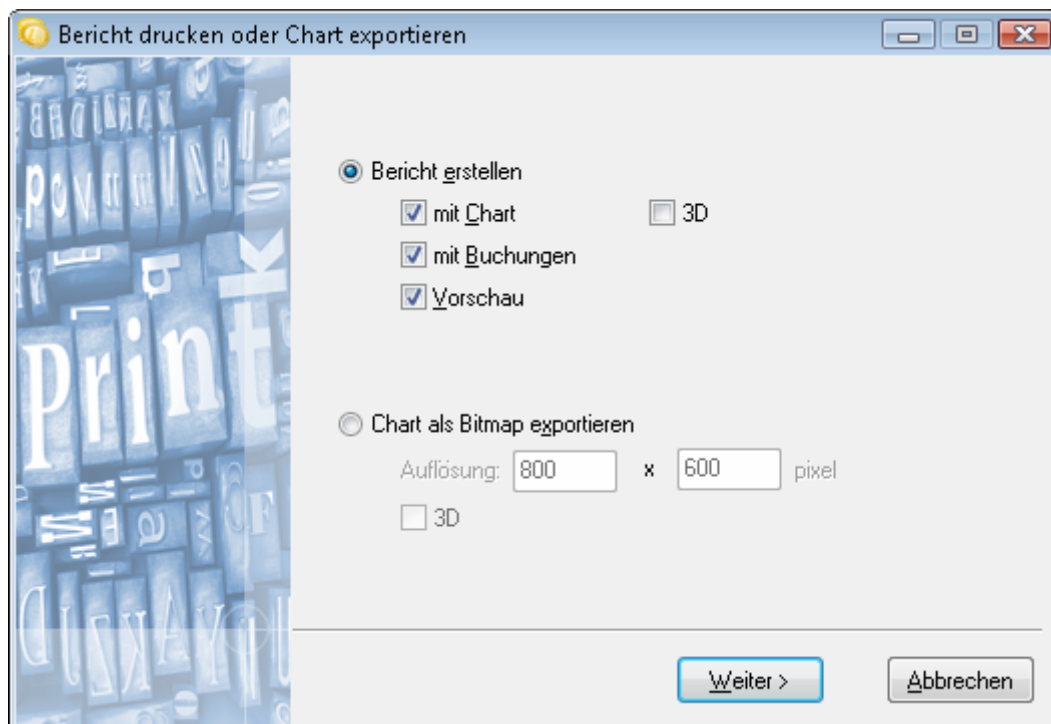 Bericht drucken oder Chart exportieren
Bericht erstellen
mit Chart 3D
mit Buchungen
Vorschau
Chart als Bitmap exportieren
Auflösung: 800 x 600 pixel
3D
Weiter >
Abbrechen
Print